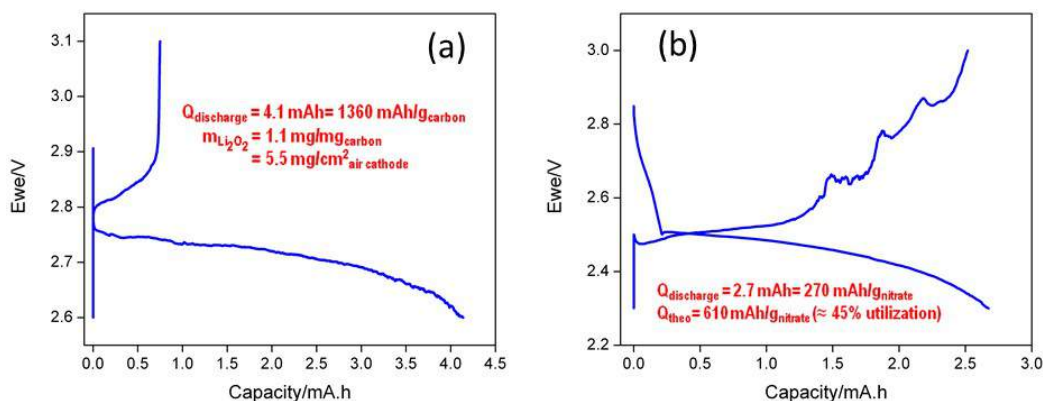 (a)
Q_discharge = 4.1 mAh= 1360 mAh/g_carbon
m_Li₂O₂ = 1.1 mg/mg_carbon
= 5.5 mg/cm²_air cathode
Ewe/V
3.1
3.0
2.9
2.8
2.7
2.6
0.0 0.5 1.0 1.5 2.0 2.5 3.0 3.5 4.0 4.5
Capacity/mA.h
(b)
Ewe/V
3.0
2.8
2.6
2.4
2.2
Q_discharge = 2.7 mAh= 270 mAh/g_nitrate
Q_theo = 610 mAh/g_nitrate (≈ 45% utilization)
0.0 0.5 1.0 1.5 2.0 2.5 3.0
Capacity/mA.h